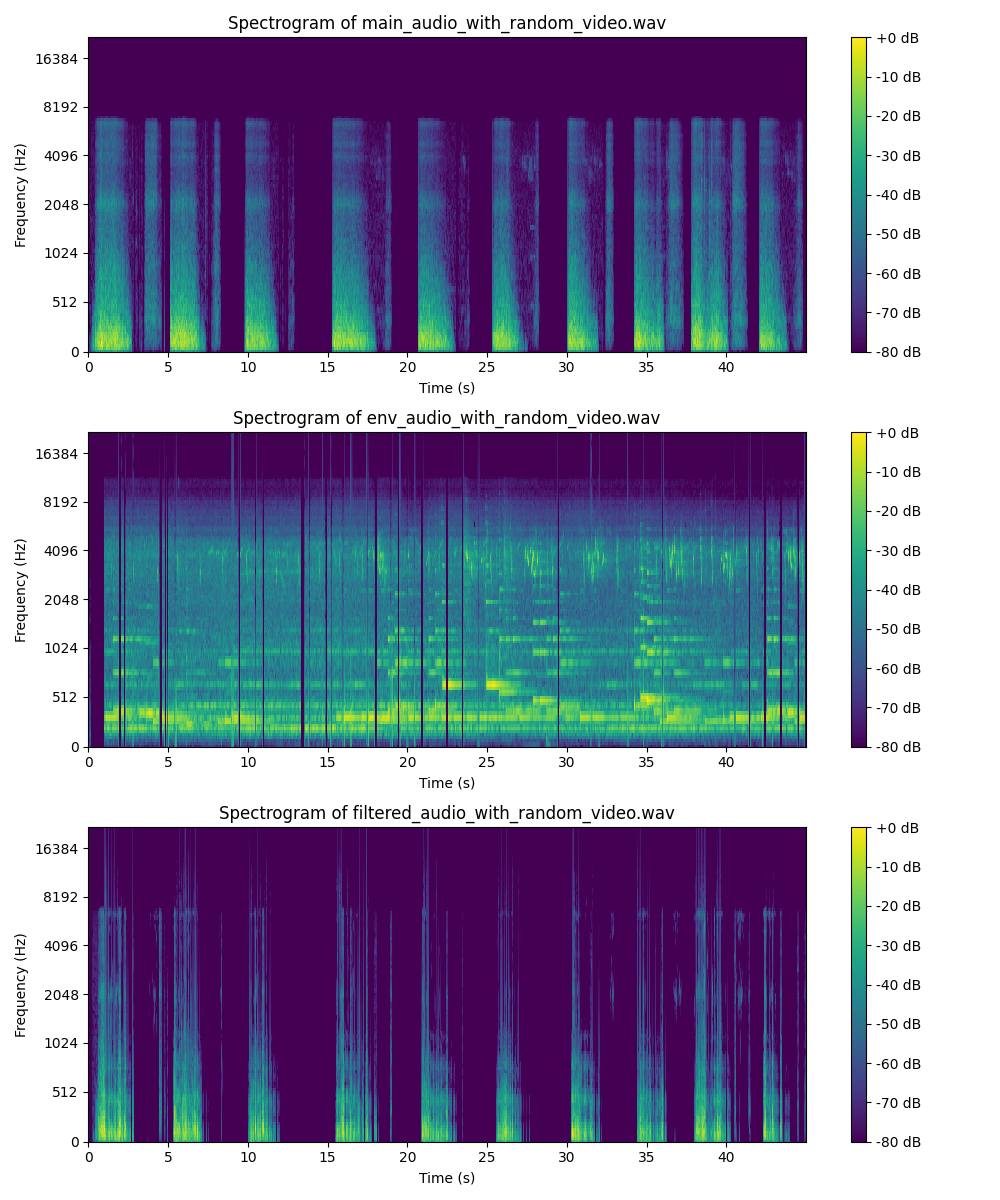 Spectrogram of main_audio_with_random_video.wav
16384
8192
4096
2048
1024
512
0
Frequency (Hz)
0 5 10 15 20 25 30 35 40
Time (s)
+0 dB
-10 dB
-20 dB
-30 dB
-40 dB
-50 dB
-60 dB
-70 dB
-80 dB
Spectrogram of env_audio_with_random_video.wav
16384
8192
4096
2048
1024
512
0
Frequency (Hz)
0 5 10 15 20 25 30 35 40
Time (s)
+0 dB
-10 dB
-20 dB
-30 dB
-40 dB
-50 dB
-60 dB
-70 dB
-80 dB
Spectrogram of filtered_audio_with_random_video.wav
16384
8192
4096
2048
1024
512
0
Frequency (Hz)
0 5 10 15 20 25 30 35 40
Time (s)
+0 dB
-10 dB
-20 dB
-30 dB
-40 dB
-50 dB
-60 dB
-70 dB
-80 dB